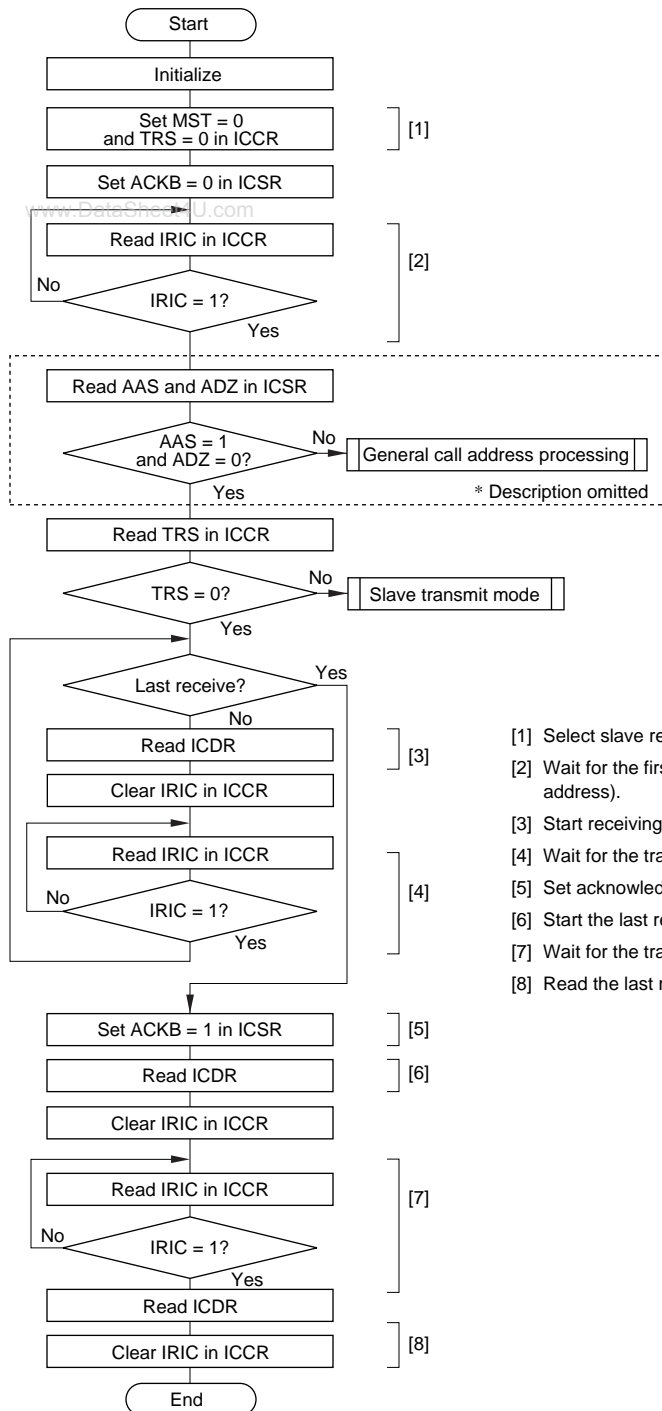 Start
Initialize
Set MST = 0
and TRS = 0 in ICCR
[1]
Set ACKB = 0 in ICSR
www.DataSheet4U.com
Read IRIC in ICCR
[2]
No
IRIC = 1?
Yes
Read AAS and ADZ in ICSR
AAS = 1
and ADZ = 0?
No
General call address processing
Yes
* Description omitted
Read TRS in ICCR
TRS = 0?
No
Slave transmit mode
Yes
Last receive?
Yes
No
Read ICDR
[3]
Clear IRIC in ICCR
Read IRIC in ICCR
[4]
No
IRIC = 1?
Yes
[1] Select slave re
[2] Wait for the firs
address).
[3] Start receiving
[4] Wait for the tra
[5] Set acknowled
[6] Start the last re
[7] Wait for the tra
[8] Read the last r
Set ACKB = 1 in ICSR
[5]
Read ICDR
[6]
Clear IRIC in ICCR
Read IRIC in ICCR
[7]
No
IRIC = 1?
Yes
Read ICDR
Clear IRIC in ICCR
[8]
End